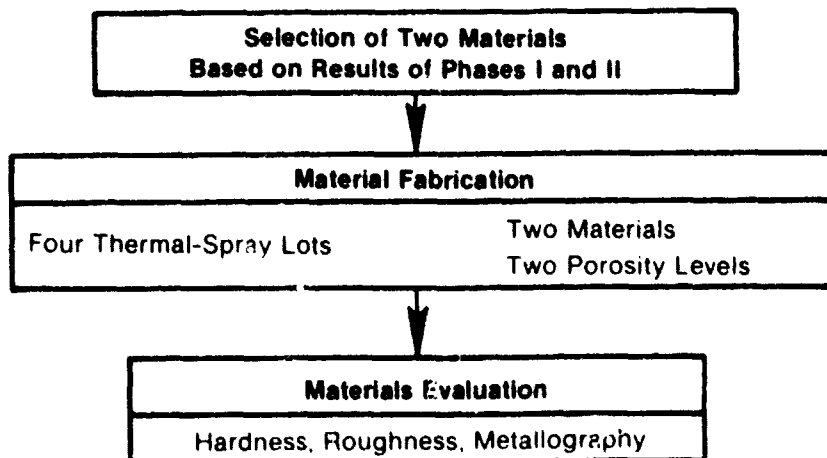 Selection of Two Materials
Based on Results of Phases I and II
Material Fabrication
Four Thermal-Spray Lots
Two Materials
Two Porosity Levels
Materials Evaluation
Hardness, Roughness, Metallography